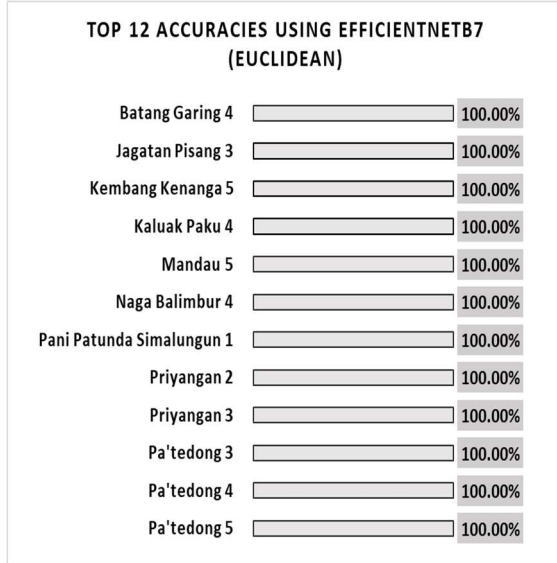 TOP 12 ACCURACIES USING EFFICIENTNETB7
(EUCLIDEAN)
Batang Garing 4 100.00%
Jagatan Pisang 3 100.00%
Kembang Kenanga 5 100.00%
Kaluak Paku 4 100.00%
Mandau 5 100.00%
Naga Balimbur 4 100.00%
Pani Patunda Simalungun 1 100.00%
Priyangan 2 100.00%
Priyangan 3 100.00%
Pa'tedong 3 100.00%
Pa'tedong 4 100.00%
Pa'tedong 5 100.00%